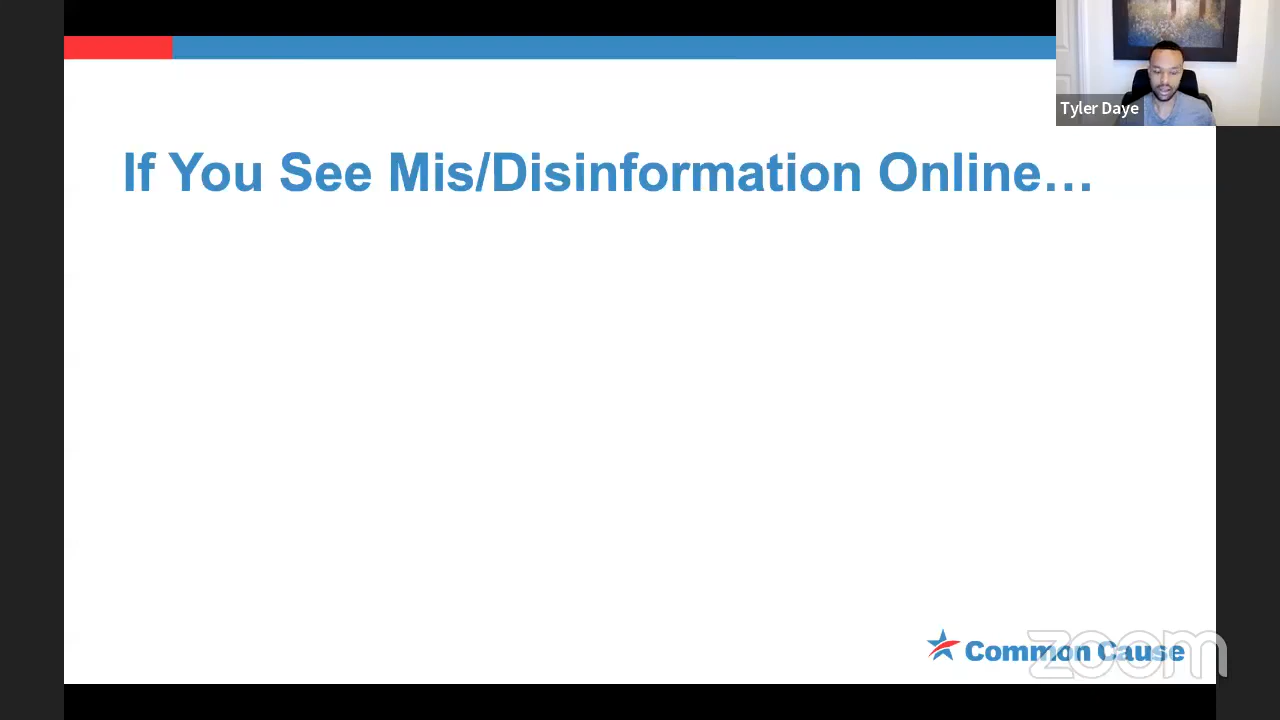 Tyler Daye
If You See Mis/Disinformation Online…
Common Cause
zoom